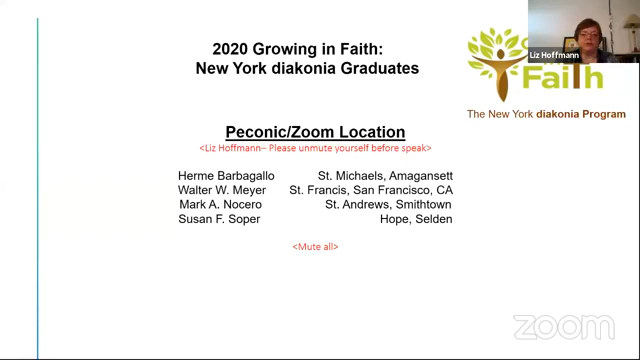 2020 Growing in Faith:
New York diakonia Graduates
Liz Hoffmann
Faith
The New York diakonia Program
Peconic/Zoom Location
<Liz Hoffmann– Please unmute yourself before speak>
Herme Barbagallo St. Michaels, Amagansett
Walter W. Meyer St. Francis, San Francisco, CA
Mark A. Nocero St. Andrews, Smithtown
Susan F. Soper Hope, Selden
<Mute all>
zoom